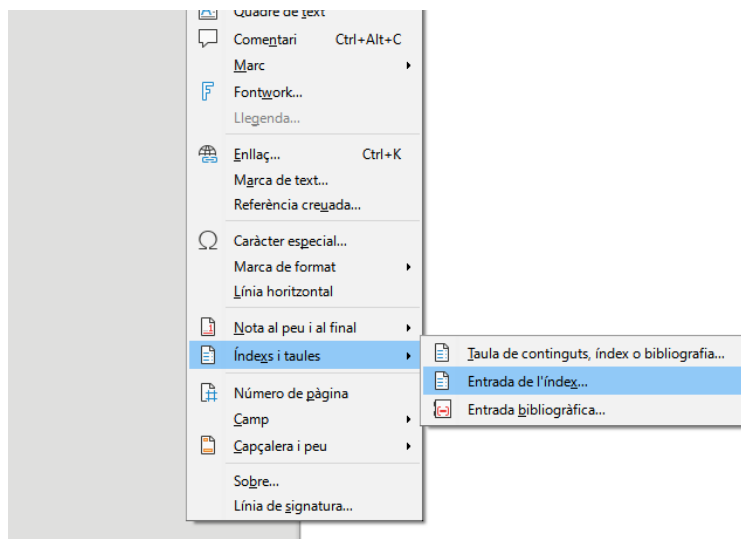 Quadre de text
Comentari Ctrl+Alt+C
Marc
Fontwork...
Llegenda...
Enllaç... Ctrl+K
Marca de text...
Referència creuada...
Caràcter especial...
Marca de format
Línia horitzontal
Nota al peu i al final
Índexs i taules
Taula de continguts, índex o bibliografia...
Entrada de l'índex...
Entrada bibliogràfica...
Número de pàgina
Camp
Capçalera i peu
Sobre...
Línia de signatura...